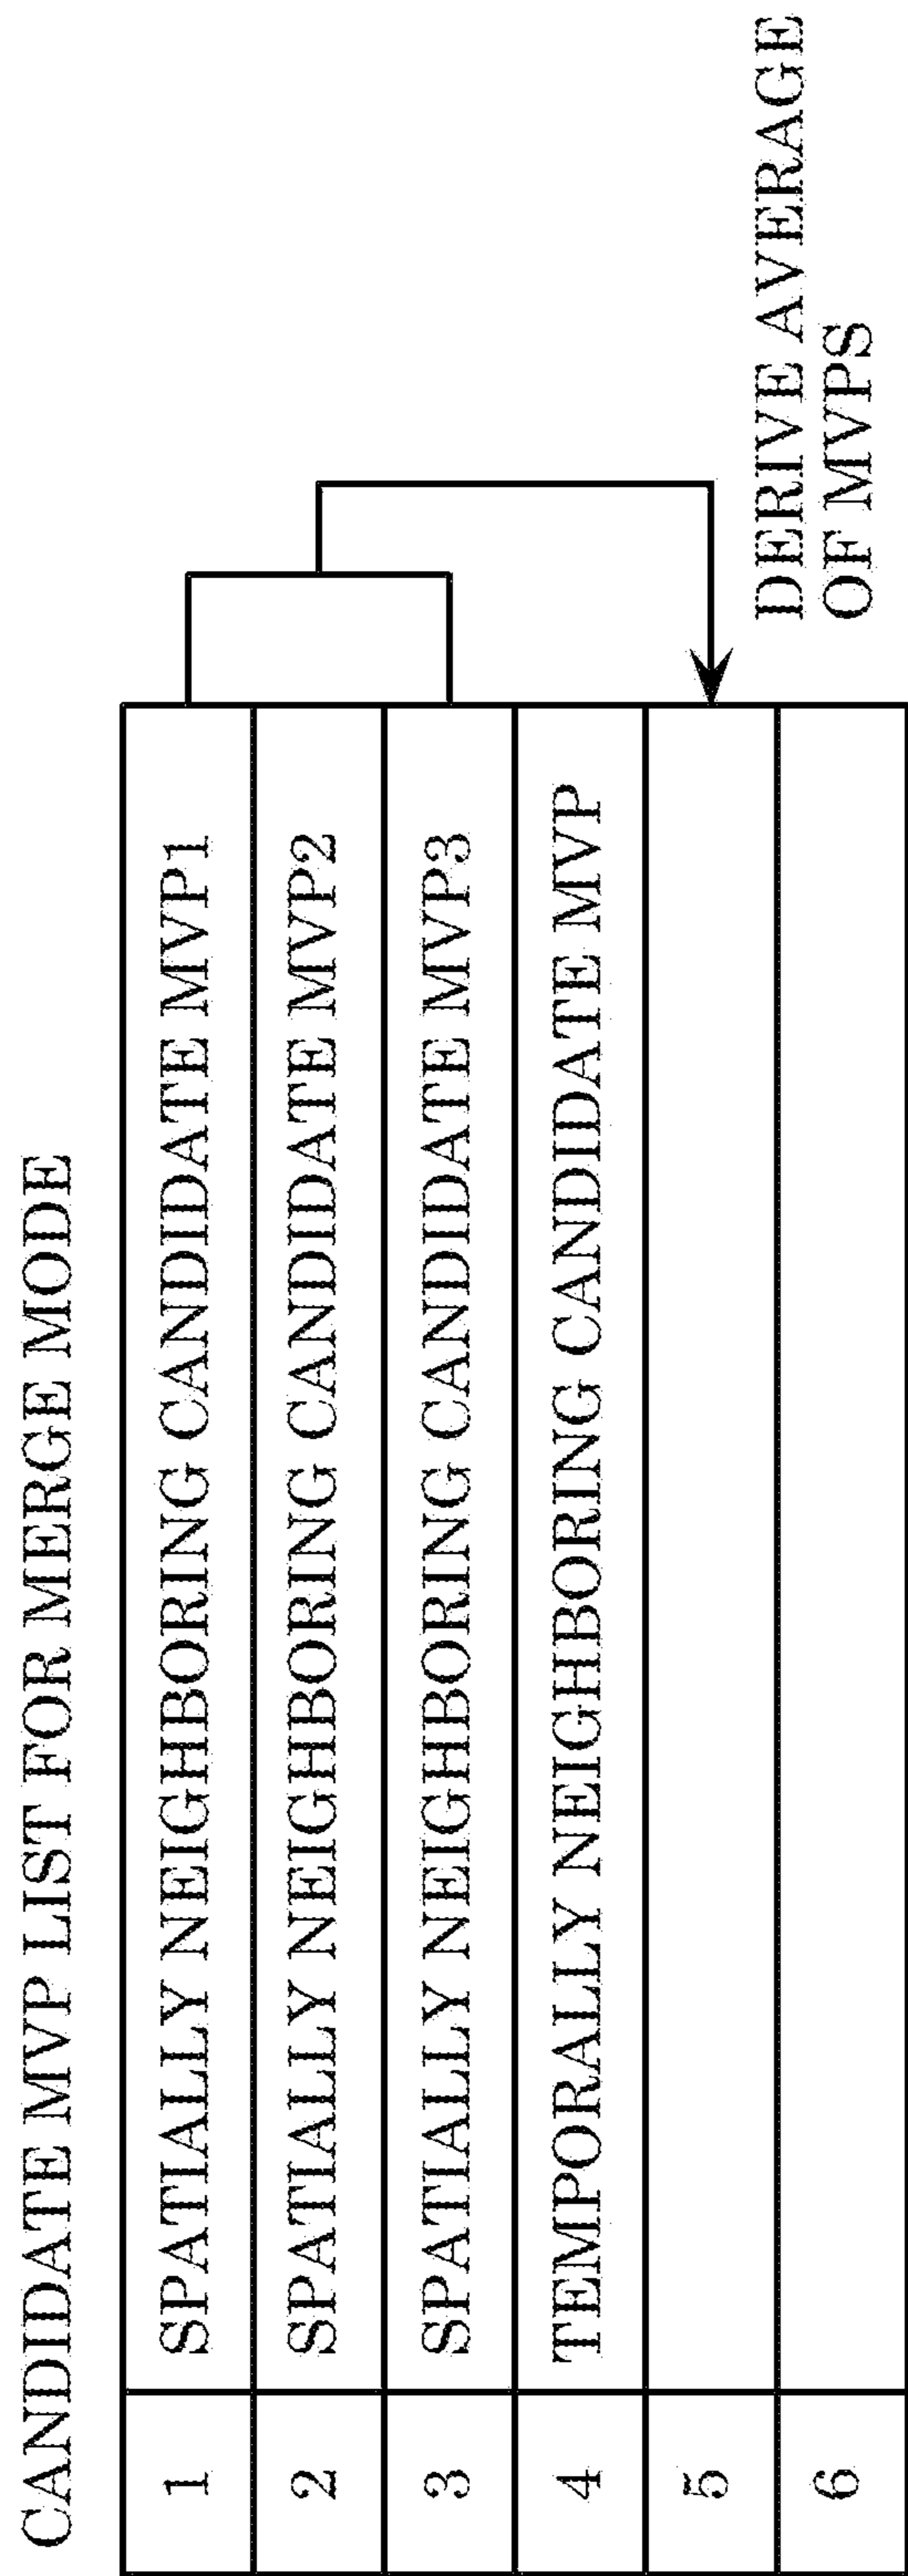 CANDIDATE MVP LIST FOR MERGE MODE
1 SPATIALLY NEIGHBORING CANDIDATE MVP1
2 SPATIALLY NEIGHBORING CANDIDATE MVP2
3 SPATIALLY NEIGHBORING CANDIDATE MVP3
4 TEMPORALLY NEIGHBORING CANDIDATE MVP
5
6
DERIVE AVERAGE
OF MVPS